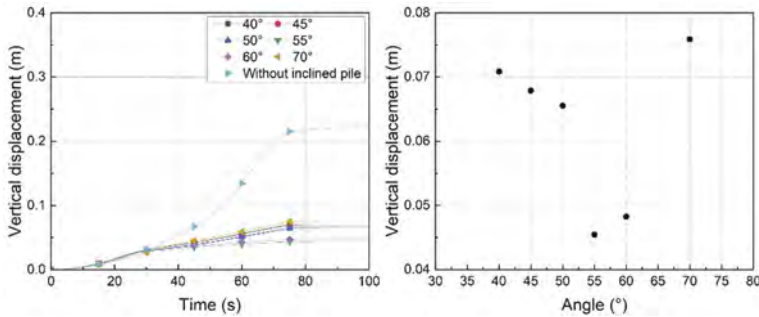 0.4
0.3
0.2
0.1
0.0
Vertical displacement (m)
40° 45°
50° 55°
60° 70°
Without inclined pile
0 20 40 60 80 100
Time (s)
0.08
0.07
0.06
0.05
0.04
Vertical displacement (m)
30 35 40 45 50 55 60 65 70 75 80
Angle (°)